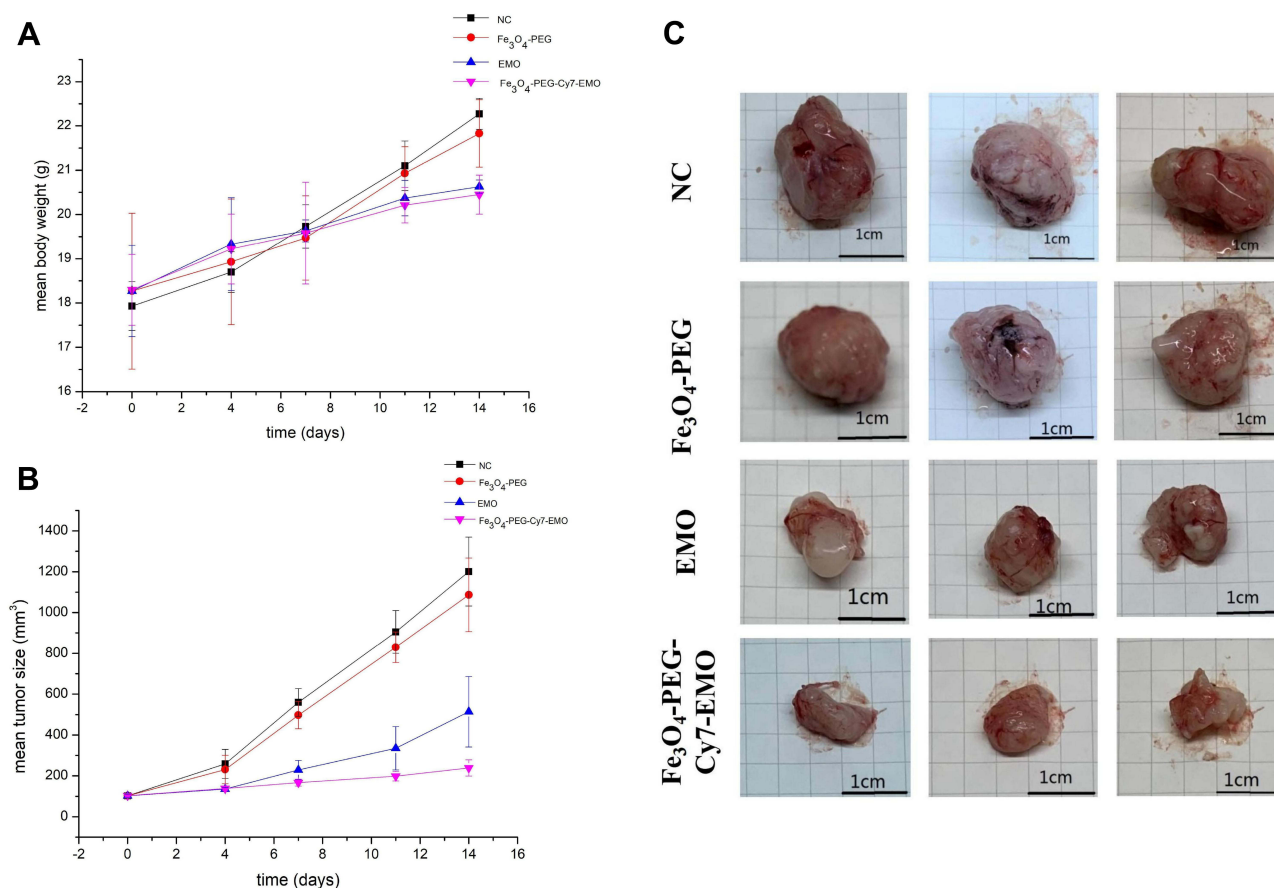 A
NC
Fe3O4-PEG
EMO
Fe3O4-PEG-Cy7-EMO
23
22
21
20
19
18
17
16
mean body weight (g)
-2 0 2 4 6 8 10 12 14 16
time (days)
B
NC
Fe3O4-PEG
EMO
Fe3O4-PEG-Cy7-EMO
1400
1200
1000
800
600
400
200
0
mean tumor size (mm3)
-2 0 2 4 6 8 10 12 14 16
time (days)
C
NC
1cm 1cm 1cm
Fe3O4-PEG
1cm 1cm 1cm
EMO
1cm 1cm 1cm
Fe3O4-PEG-
Cy7-EMO
1cm 1cm 1cm